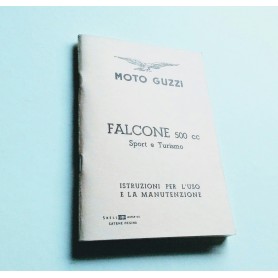 MOTO GUZZI
FALCONE 500 cc
Sport e Turismo
ISTRUZIONI PER L'USO
E LA MANUTENZIONE